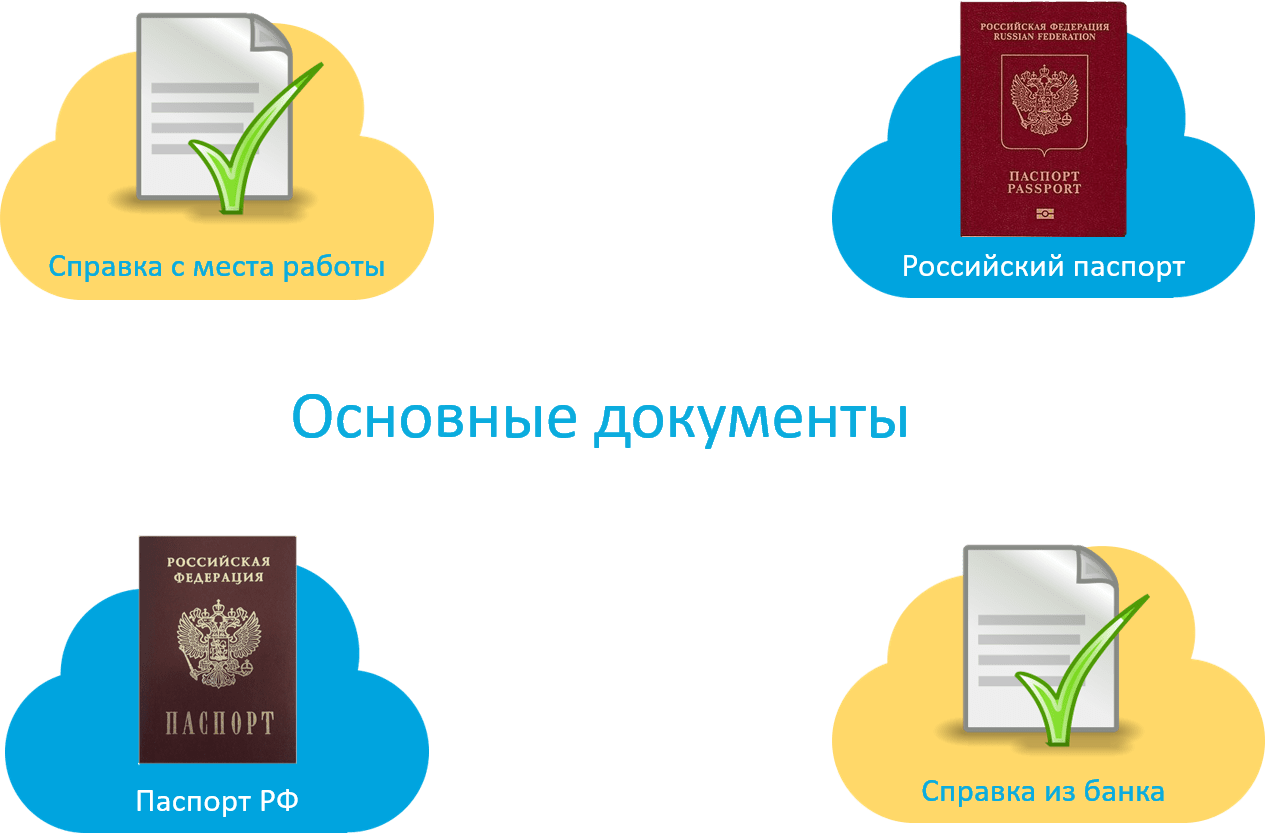 Справка с места работы
РОССИЙСКАЯ ФЕДЕРАЦИЯ
RUSSIAN FEDERATION
ПАСПОРТ
PASSPORT
Российский паспорт
Основные документы
РОССИЙСКАЯ
ФЕДЕРАЦИЯ
ПАСПОРТ
Паспорт РФ
Справка из банка